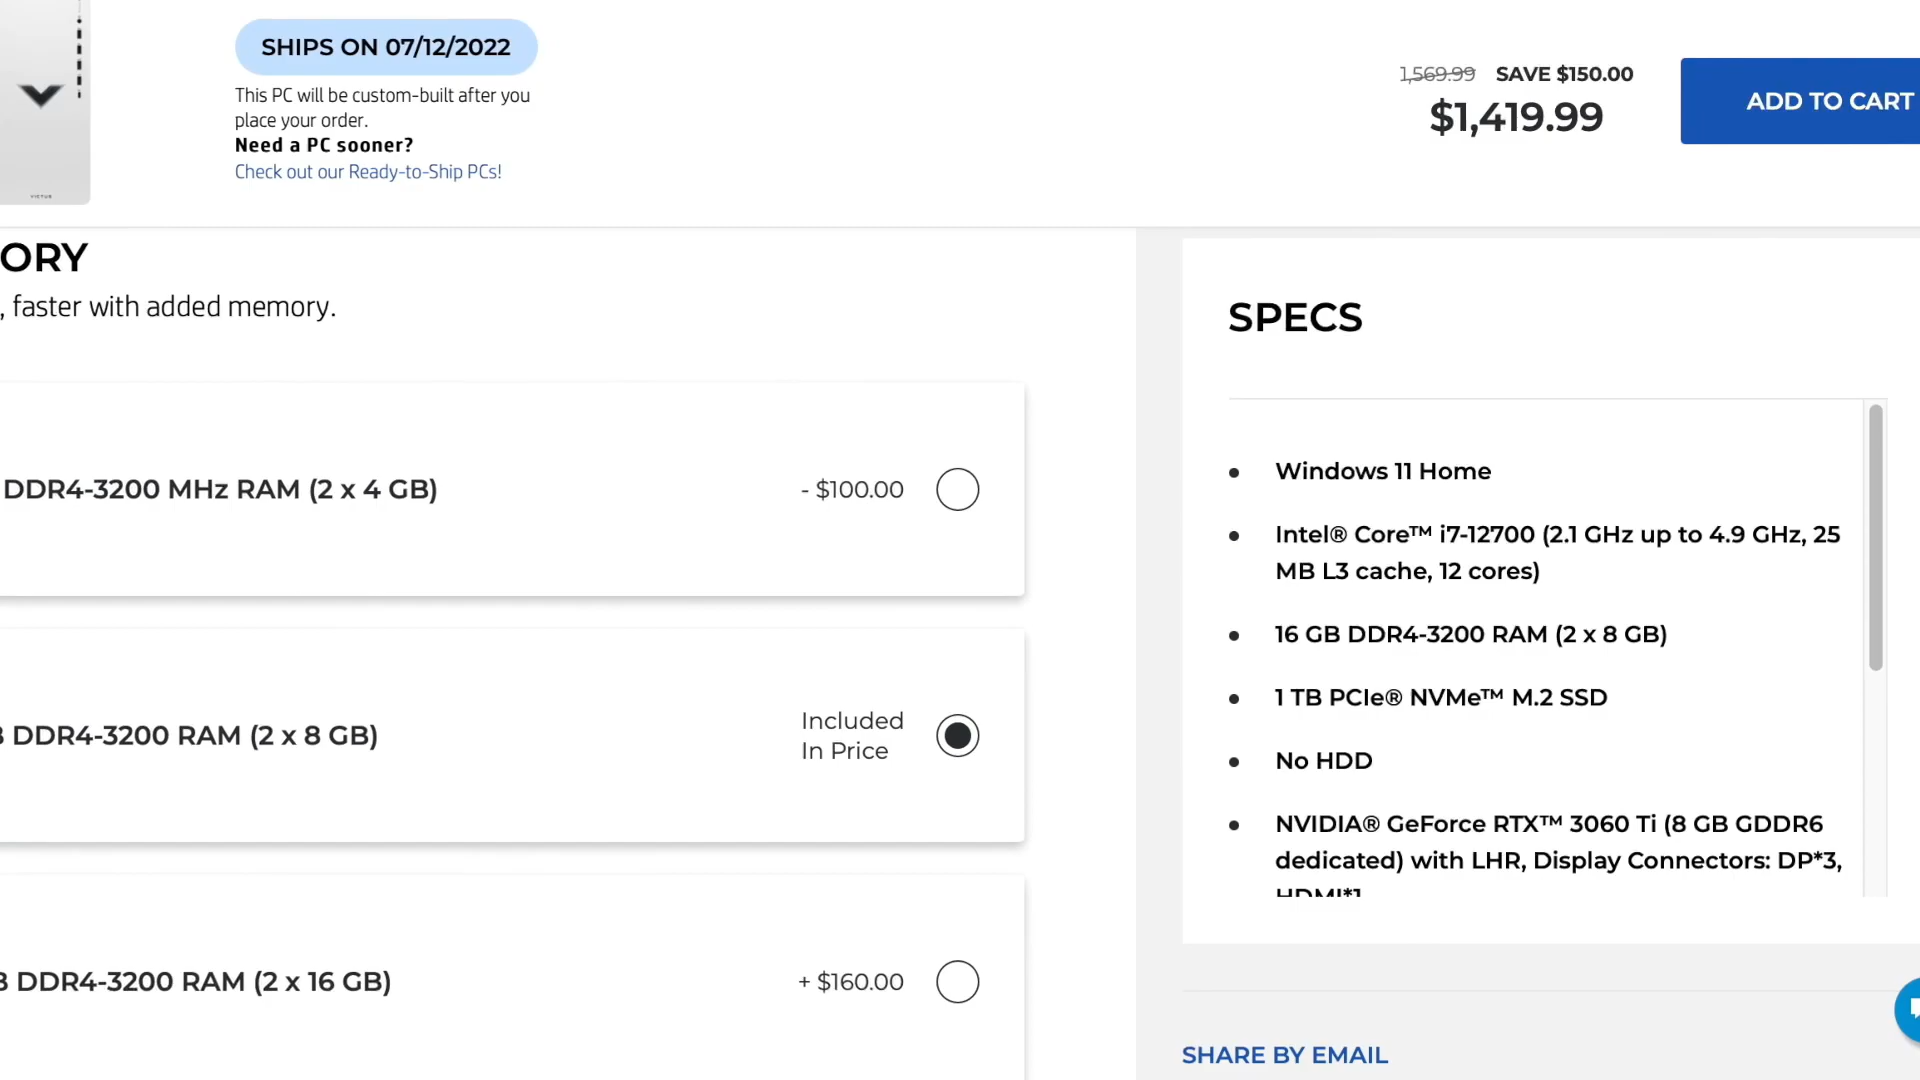 SHIPS ON 07/12/2022
This PC will be custom-built after you
place your order.
Need a PC sooner?
Check out our Ready-to-Ship PCs!
1,569.99 SAVE $150.00
$1,419.99
ADD TO CART
VICTUS
ORY
, faster with added memory.
DDR4-3200 MHz RAM (2 x 4 GB)
- $100.00
DDR4-3200 RAM (2 x 8 GB)
Included
In Price
DDR4-3200 RAM (2 x 16 GB)
+ $160.00
SPECS
• Windows 11 Home
• Intel® Core™ i7-12700 (2.1 GHz up to 4.9 GHz, 25
MB L3 cache, 12 cores)
• 16 GB DDR4-3200 RAM (2 x 8 GB)
• 1 TB PCIe® NVMe™ M.2 SSD
• No HDD
• NVIDIA® GeForce RTX™ 3060 Ti (8 GB GDDR6
dedicated) with LHR, Display Connectors: DP*3,
HDMI*1
SHARE BY EMAIL